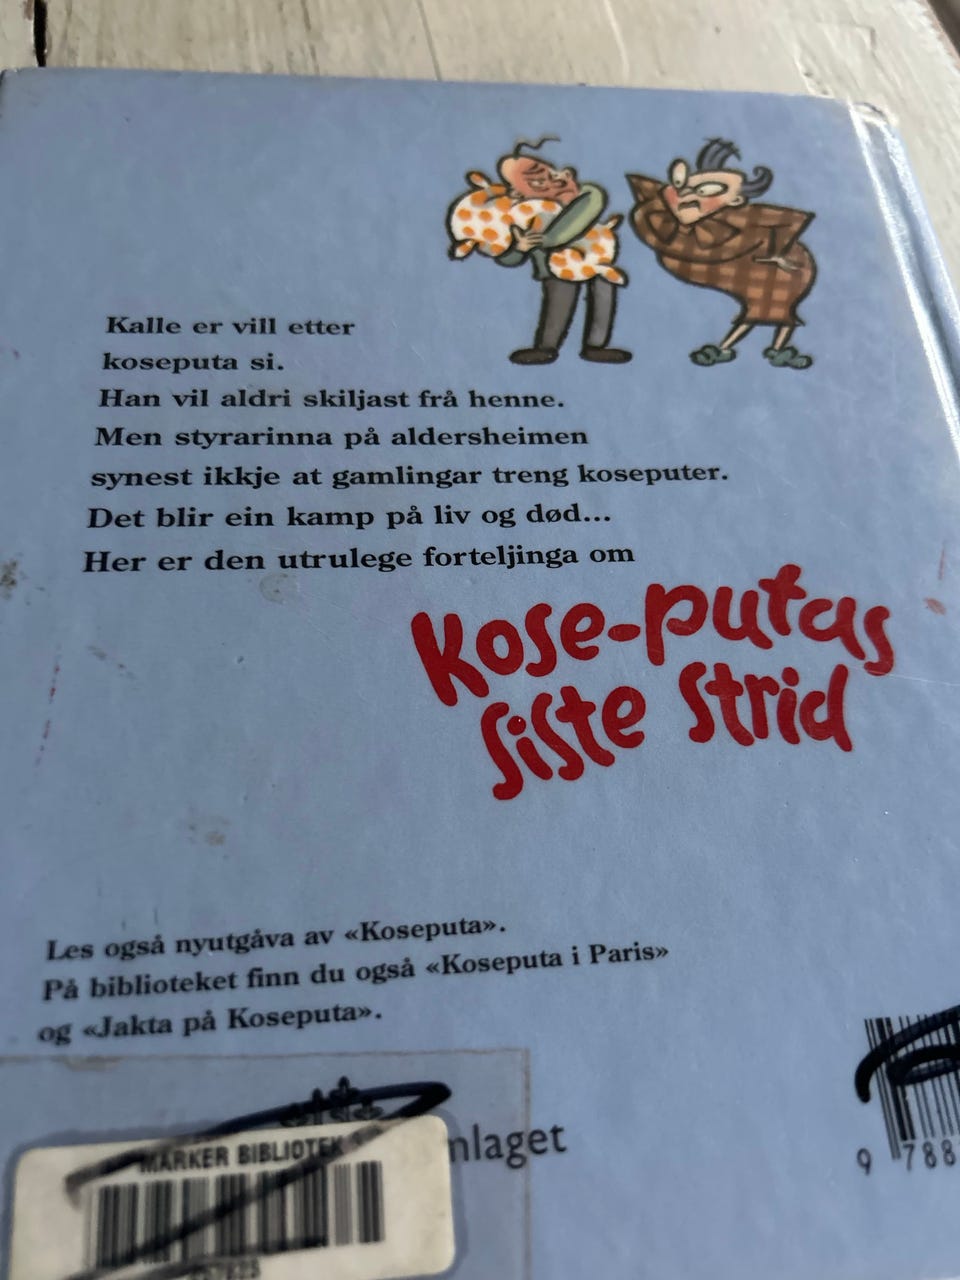 Kalle er vill etter
koseputa si.
Han vil aldri skiljast frå henne.
Men styrarinna på aldersheimen
synest ikkje at gamlingar treng koseputer.
Det blir ein kamp på liv og død...
Her er den utrulege forteljinga om
Kose-putas
siste strid
Les også nyutgåva av «Koseputa».
På biblioteket finn du også «Koseputa i Paris»
og «Jakta på Koseputa».
mlaget
MARKER BIBLIOTEK
9 788